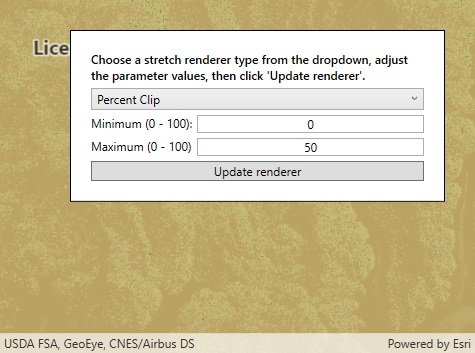 Lice
Choose a stretch renderer type from the dropdown, adjust
the parameter values, then click 'Update renderer'.
Percent Clip
Minimum (0 - 100): 0
Maximum (0 - 100) 50
Update renderer
USDA FSA, GeoEye, CNES/Airbus DS Powered by Esri